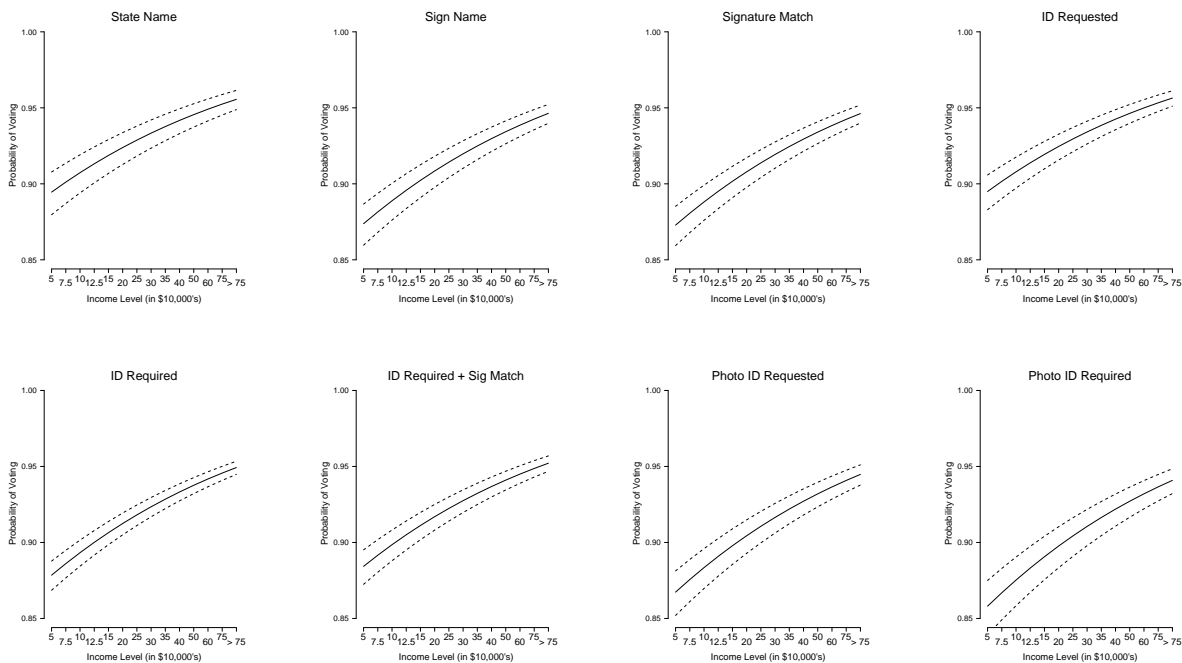 State Name
Sign Name
Signature Match
ID Requested
1.00
0.95
0.90
0.85
Probability of Voting
5 7.5 10 12.5 15 20 25 30 35 40 50 60 75 > 75
Income Level (in $10,000's)
1.00
0.95
0.90
0.85
Probability of Voting
5 7.5 10 12.5 15 20 25 30 35 40 50 60 75 > 75
Income Level (in $10,000's)
1.00
0.95
0.90
0.85
Probability of Voting
5 7.5 10 12.5 15 20 25 30 35 40 50 60 75 > 75
Income Level (in $10,000's)
1.00
0.95
0.90
0.85
Probability of Voting
5 7.5 10 12.5 15 20 25 30 35 40 50 60 75 > 75
Income Level (in $10,000's)
ID Required
ID Required + Sig Match
Photo ID Requested
Photo ID Required
1.00
0.95
0.90
0.85
Probability of Voting
5 7.5 10 12.5 15 20 25 30 35 40 50 60 75 > 75
Income Level (in $10,000's)
1.00
0.95
0.90
0.85
Probability of Voting
5 7.5 10 12.5 15 20 25 30 35 40 50 60 75 > 75
Income Level (in $10,000's)
1.00
0.95
0.90
0.85
Probability of Voting
5 7.5 10 12.5 15 20 25 30 35 40 50 60 75 > 75
Income Level (in $10,000's)
1.00
0.95
0.90
0.85
Probability of Voting
5 7.5 10 12.5 15 20 25 30 35 40 50 60 75 > 75
Income Level (in $10,000's)